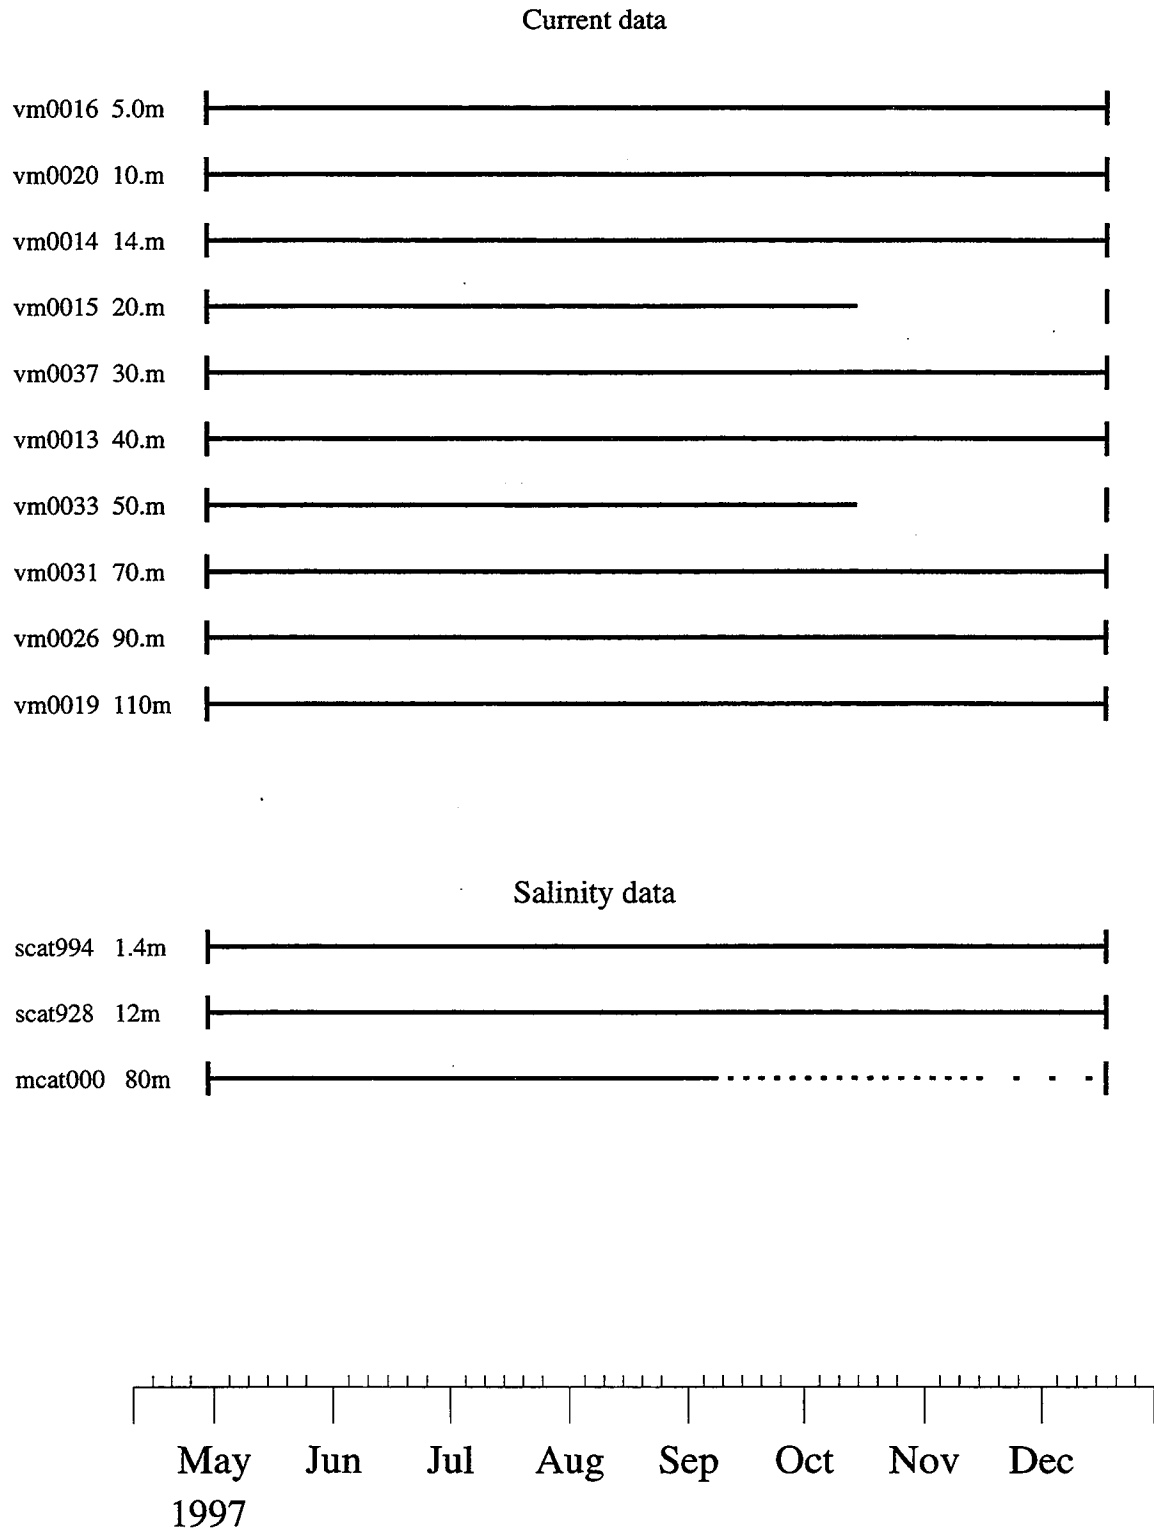 Current data
vm0016 5.0m
vm0020 10.m
vm0014 14.m
vm0015 20.m
vm0037 30.m
vm0013 40.m
vm0033 50.m
vm0031 70.m
vm0026 90.m
vm0019 110m
Salinity data
scat994 1.4m
scat928 12m
mcat000 80m
May Jun Jul Aug Sep Oct Nov Dec
1997